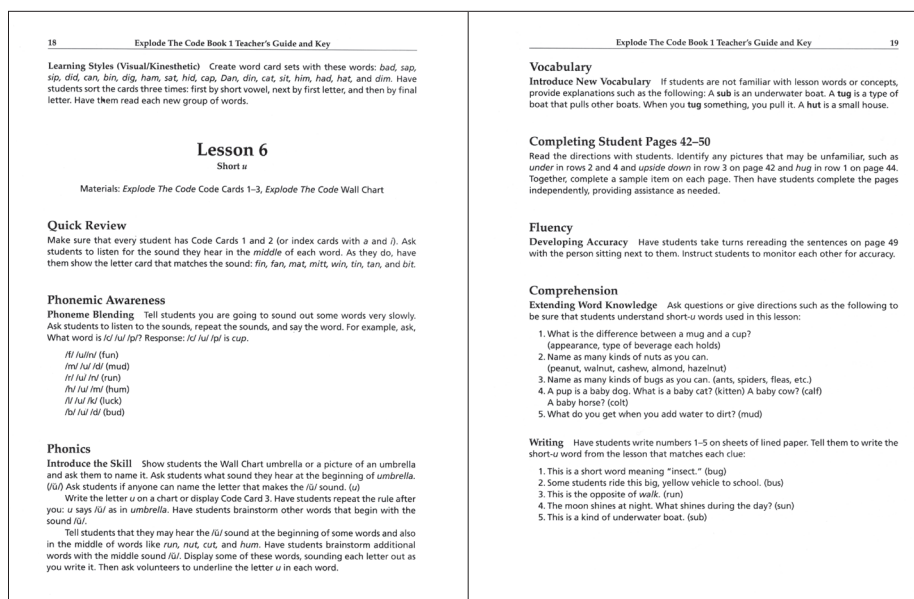 18 Explode The Code Book 1 Teacher's Guide and Key
Learning Styles (Visual/Kinesthetic) Create word card sets with these words: bad, sap,
sip, did, can, bin, dig, ham, sat, hid, cap, Dan, din, cat, sit, him, had, hat, and dim. Have
students sort the cards three times: first by short vowel, next by first letter, and then by final
letter. Have them read each new group of words.
Lesson 6
Short u
Materials: Explode The Code Code Cards 1–3, Explode The Code Wall Chart
Quick Review
Make sure that every student has Code Cards 1 and 2 (or index cards with a and i). Ask
students to listen for the sound they hear in the middle of each word. As they do, have
them show the letter card that matches the sound: fin, fan, mat, mitt, win, tin, tan, and bit.
Phonemic Awareness
Phoneme Blending Tell students you are going to sound out some words very slowly.
Ask students to listen to the sounds, repeat the sounds, and say the word. For example, ask,
What word is /c/ /u/ /p/? Response: /c/ /u/ /p/ is cup.
/f/ /u//n/ (fun)
/m/ /u/ /d/ (mud)
/r/ /u/ /n/ (run)
/h/ /u/ /m/ (hum)
/l/ /u/ /k/ (luck)
/b/ /u/ /d/ (bud)
Phonics
Introduce the Skill Show students the Wall Chart umbrella or a picture of an umbrella
and ask them to name it. Ask students what sound they hear at the beginning of umbrella.
(/ŭ/) Ask students if anyone can name the letter that makes the /ŭ/ sound. (u)
Write the letter u on a chart or display Code Card 3. Have students repeat the rule after
you: u says /ŭ/ as in umbrella. Have students brainstorm other words that begin with the
sound /ŭ/.
Tell students that they may hear the /ŭ/ sound at the beginning of some words and also
in the middle of words like run, nut, cut, and hum. Have students brainstorm additional
words with the middle sound /ŭ/. Display some of these words, sounding each letter out as
you write it. Then ask volunteers to underline the letter u in each word.
Explode The Code Book 1 Teacher's Guide and Key 19
Vocabulary
Introduce New Vocabulary If students are not familiar with lesson words or concepts,
provide explanations such as the following: A sub is an underwater boat. A tug is a type of
boat that pulls other boats. When you tug something, you pull it. A hut is a small house.
Completing Student Pages 42–50
Read the directions with students. Identify any pictures that may be unfamiliar, such as
under in rows 2 and 4 and upside down in row 3 on page 42 and hug in row 1 on page 44.
Together, complete a sample item on each page. Then have students complete the pages
independently, providing assistance as needed.
Fluency
Developing Accuracy Have students take turns rereading the sentences on page 49
with the person sitting next to them. Instruct students to monitor each other for accuracy.
Comprehension
Extending Word Knowledge Ask questions or give directions such as the following to
be sure that students understand short-u words used in this lesson:
1. What is the difference between a mug and a cup?
(appearance, type of beverage each holds)
2. Name as many kinds of nuts as you can.
(peanut, walnut, cashew, almond, hazelnut)
3. Name as many kinds of bugs as you can. (ants, spiders, fleas, etc.)
4. A pup is a baby dog. What is a baby cat? (kitten) A baby cow? (calf)
A baby horse? (colt)
5. What do you get when you add water to dirt? (mud)
Writing Have students write numbers 1–5 on sheets of lined paper. Tell them to write the
short-u word from the lesson that matches each clue:
1. This is a short word meaning "insect." (bug)
2. Some students ride this big, yellow vehicle to school. (bus)
3. This is the opposite of walk. (run)
4. The moon shines at night. What shines during the day? (sun)
5. This is a kind of underwater boat. (sub)